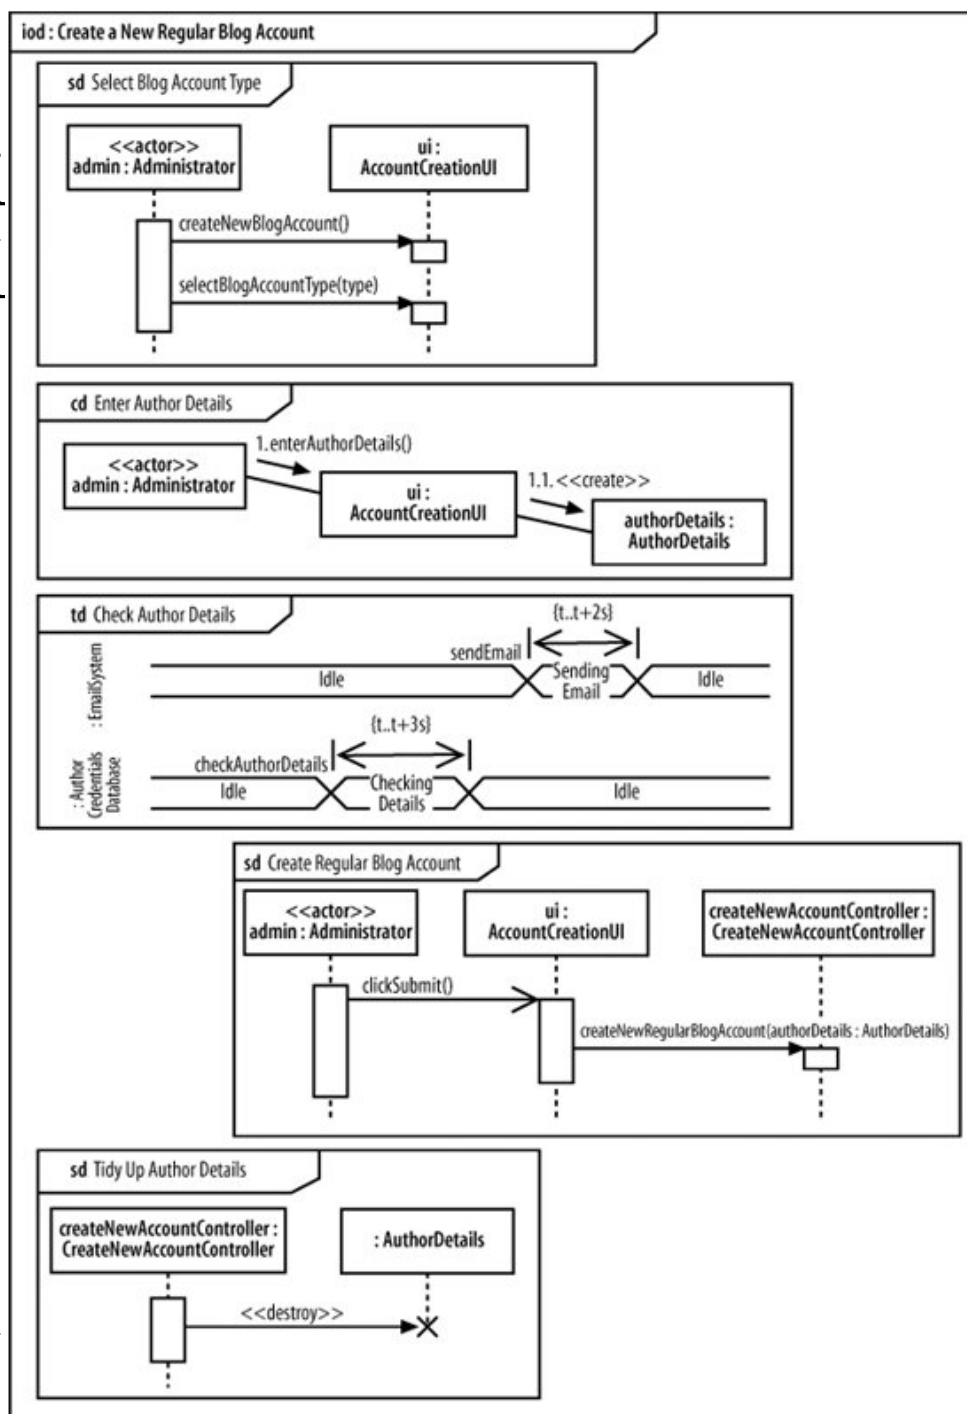 iod : Create a New Regular Blog Account
sd Select Blog Account Type
<<actor>>
admin : Administrator
ui :
AccountCreationUI
createNewBlogAccount()
selectBlogAccountType(type)
cd Enter Author Details
<<actor>>
admin : Administrator
1. enterAuthorDetails()
ui :
AccountCreationUI
1.1. <<create>>
authorDetails :
AuthorDetails
td Check Author Details
: EmailSystem
{t..t+2s}
sendEmail
Idle
Sending
Email
Idle
: Author
Credentials
Database
{t..t+3s}
checkAuthorDetails
Idle
Checking
Details
Idle
sd Create Regular Blog Account
<<actor>>
admin : Administrator
ui :
AccountCreationUI
createNewAccountController :
CreateNewAccountController
clickSubmit()
createNewRegularBlogAccount(authorDetails : AuthorDetails)
sd Tidy Up Author Details
createNewAccountController :
CreateNewAccountController
: AuthorDetails
<<destroy>>